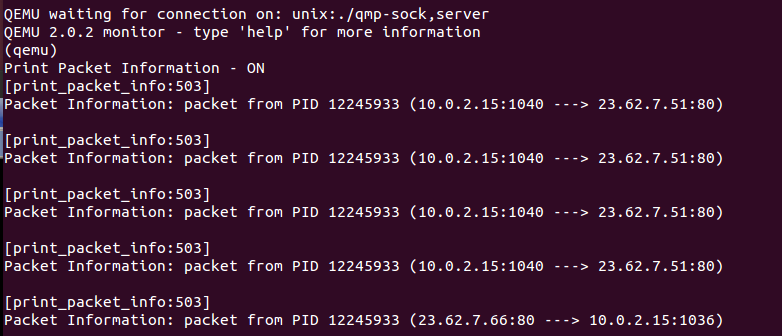 QEMU waiting for connection on: unix:./qmp-sock,server
QEMU 2.0.2 monitor - type 'help' for more information
(qemu)
Print Packet Information - ON
[print_packet_info:503]
Packet Information: packet from PID 12245933 (10.0.2.15:1040 ---> 23.62.7.51:80)
[print_packet_info:503]
Packet Information: packet from PID 12245933 (10.0.2.15:1040 ---> 23.62.7.51:80)
[print_packet_info:503]
Packet Information: packet from PID 12245933 (10.0.2.15:1040 ---> 23.62.7.51:80)
[print_packet_info:503]
Packet Information: packet from PID 12245933 (10.0.2.15:1040 ---> 23.62.7.51:80)
[print_packet_info:503]
Packet Information: packet from PID 12245933 (23.62.7.66:80 ---> 10.0.2.15:1036)